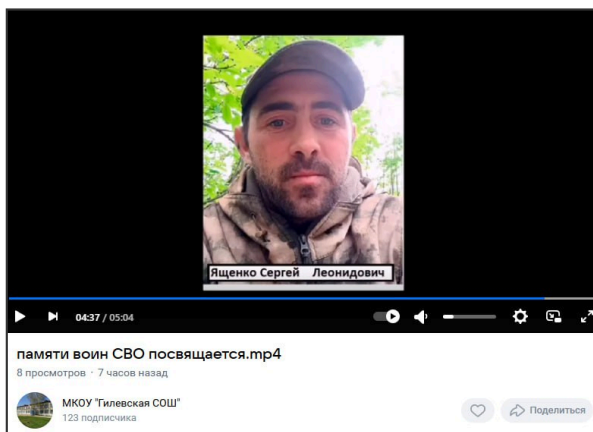 Ященко Сергей Леонидович
04:37 / 05:04
памяти воин СВО посвящается.mp4
8 просмотров · 7 часов назад
МКОУ "Гилевская СОШ"
123 подписчика
Поделиться